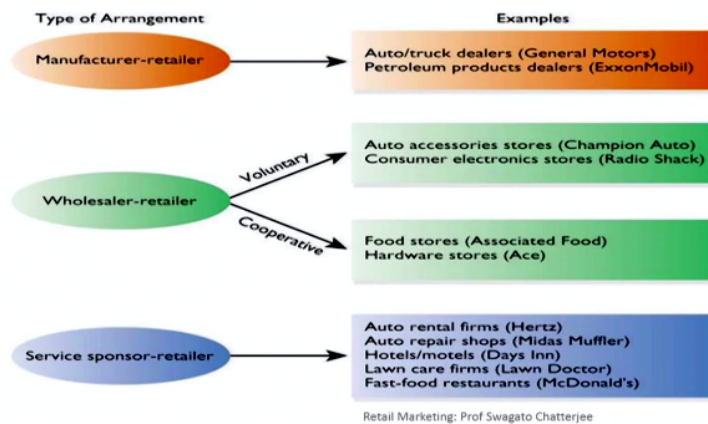 Type of Arrangement
Examples
Manufacturer-retailer
Auto/truck dealers (General Motors)
Petroleum products dealers (ExxonMobil)
Wholesaler-retailer
Voluntary
Auto accessories stores (Champion Auto)
Consumer electronics stores (Radio Shack)
Cooperative
Food stores (Associated Food)
Hardware stores (Ace)
Service sponsor-retailer
Auto rental firms (Hertz)
Auto repair shops (Midas Muffler)
Hotels/motels (Days Inn)
Lawn care firms (Lawn Doctor)
Fast-food restaurants (McDonald's)
Retail Marketing: Prof Swagato Chatterjee